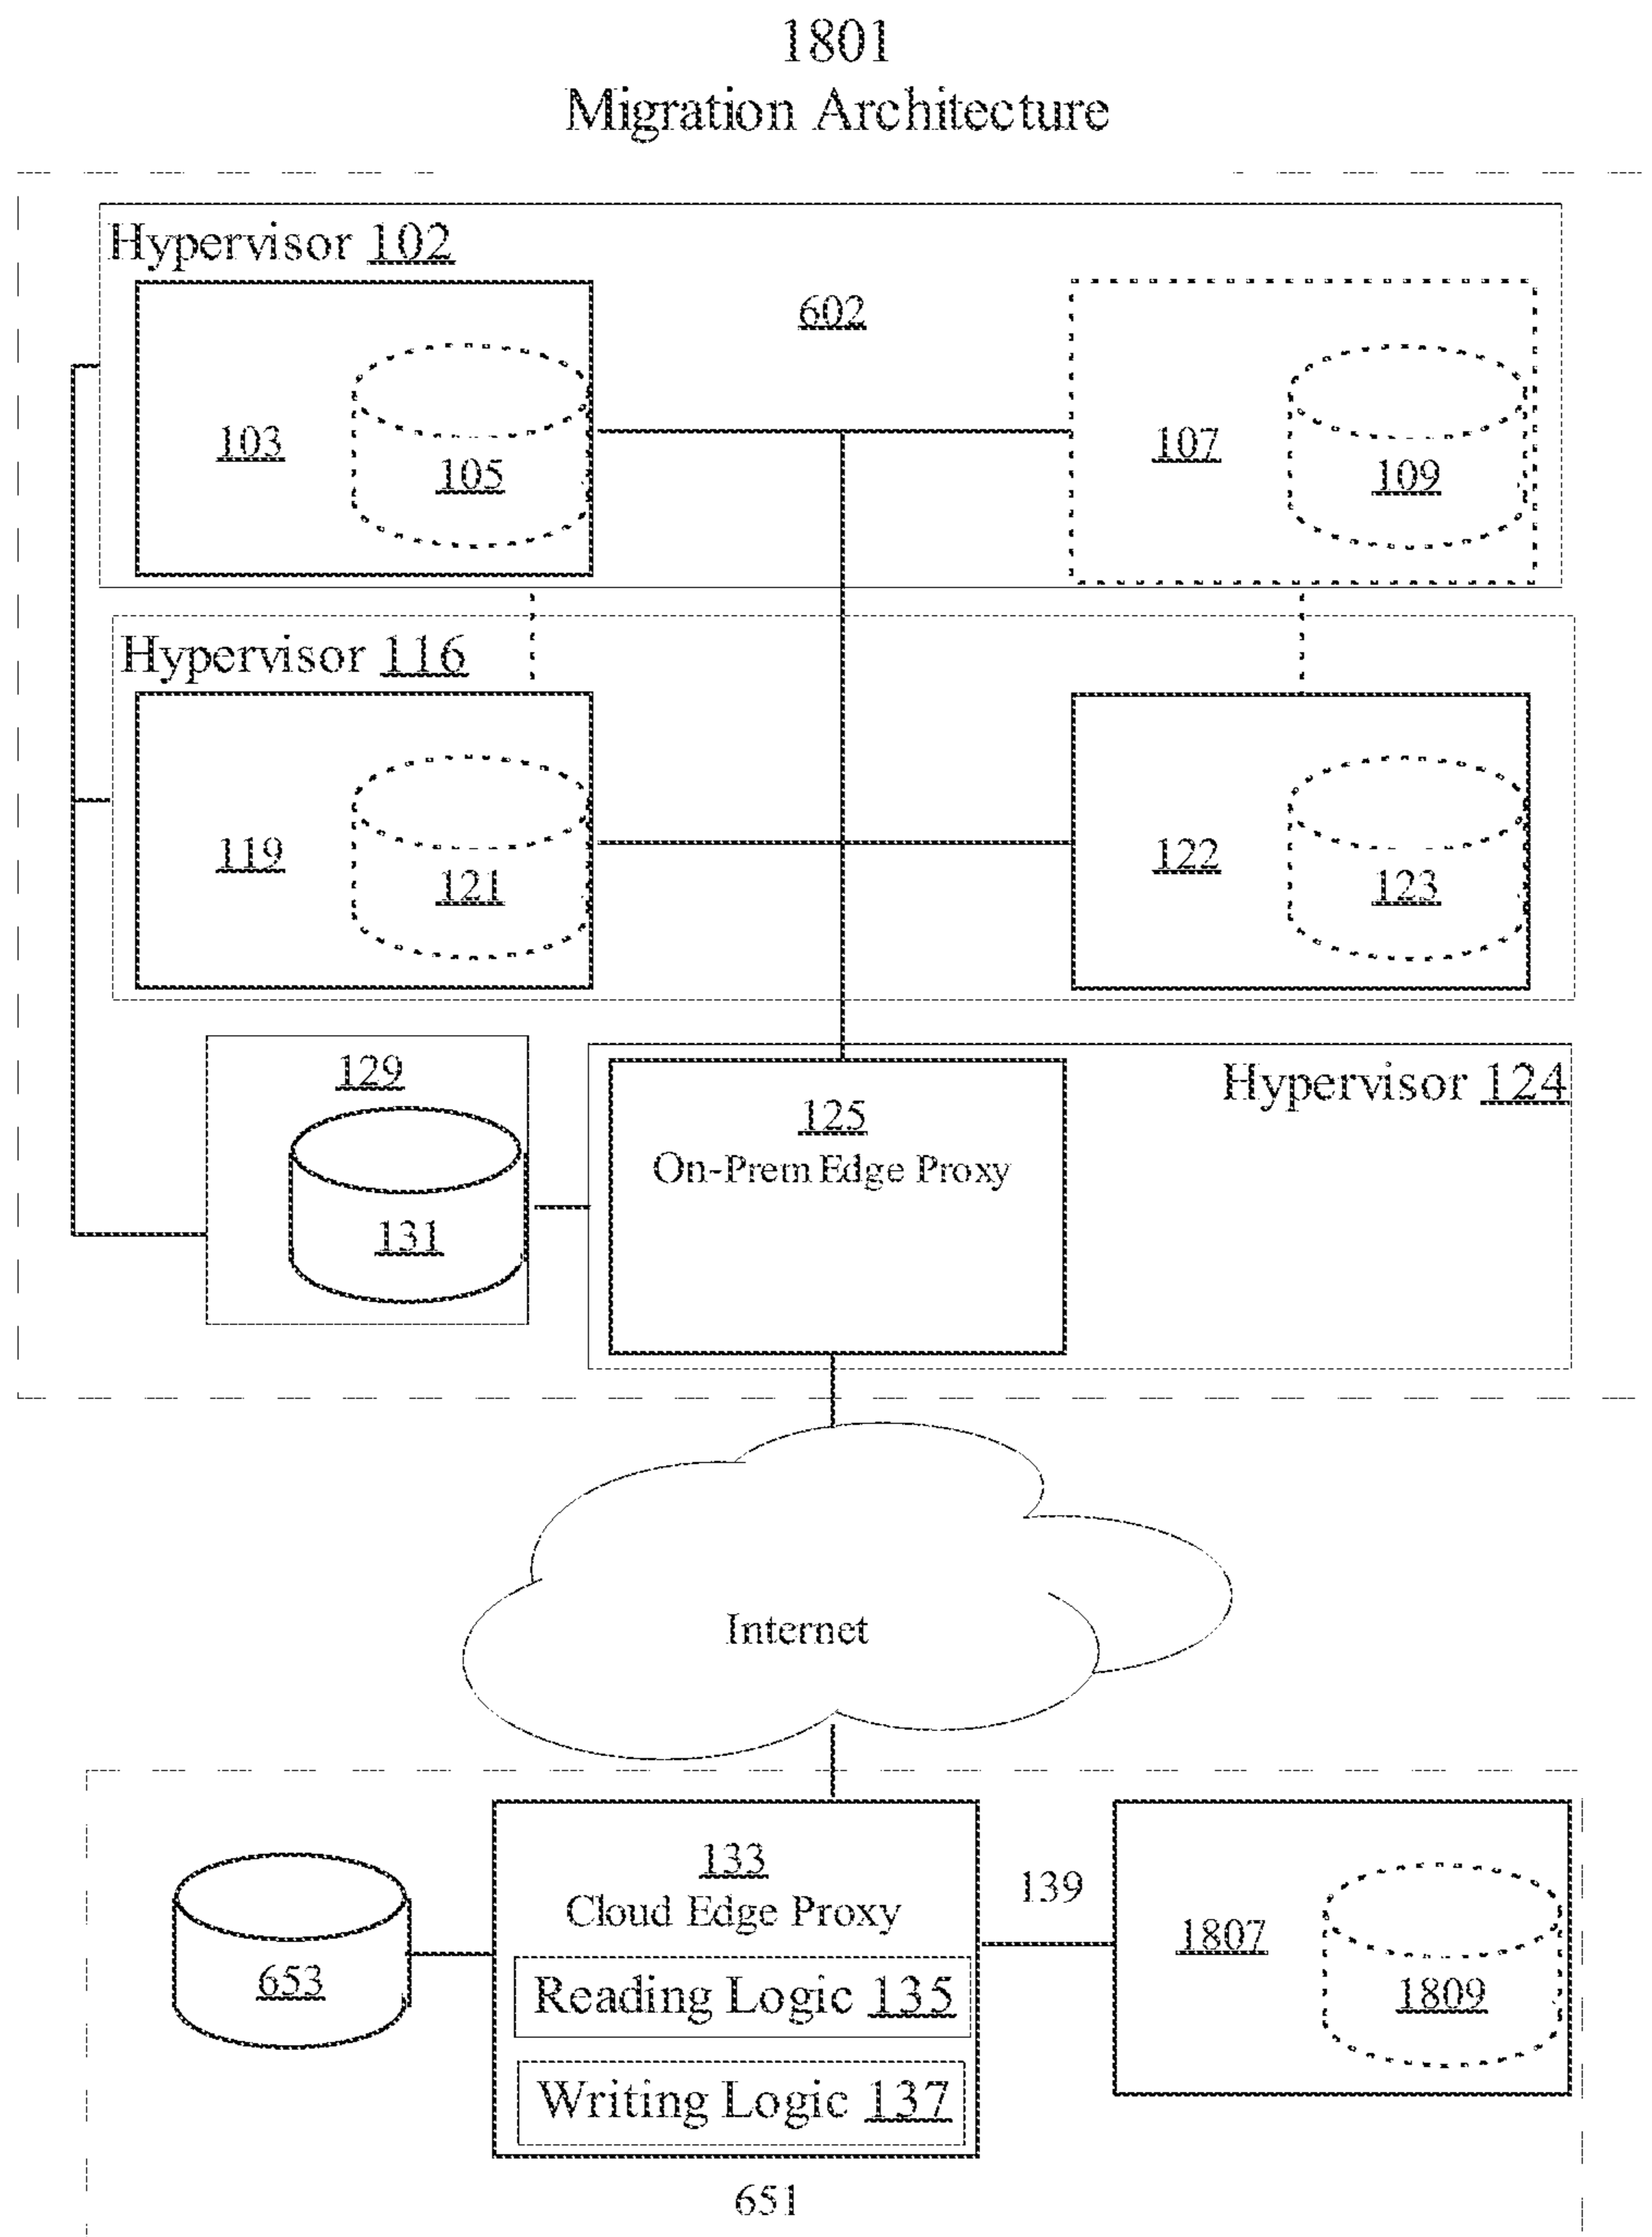 1801
Migration Architecture
Hypervisor 102
602
103
105
107
109
Hypervisor 116
119
121
122
123
129
131
125
On-Prem Edge Proxy
Hypervisor 124
Internet
653
133
Cloud Edge Proxy
Reading Logic 135
Writing Logic 137
139
1807
1809
651